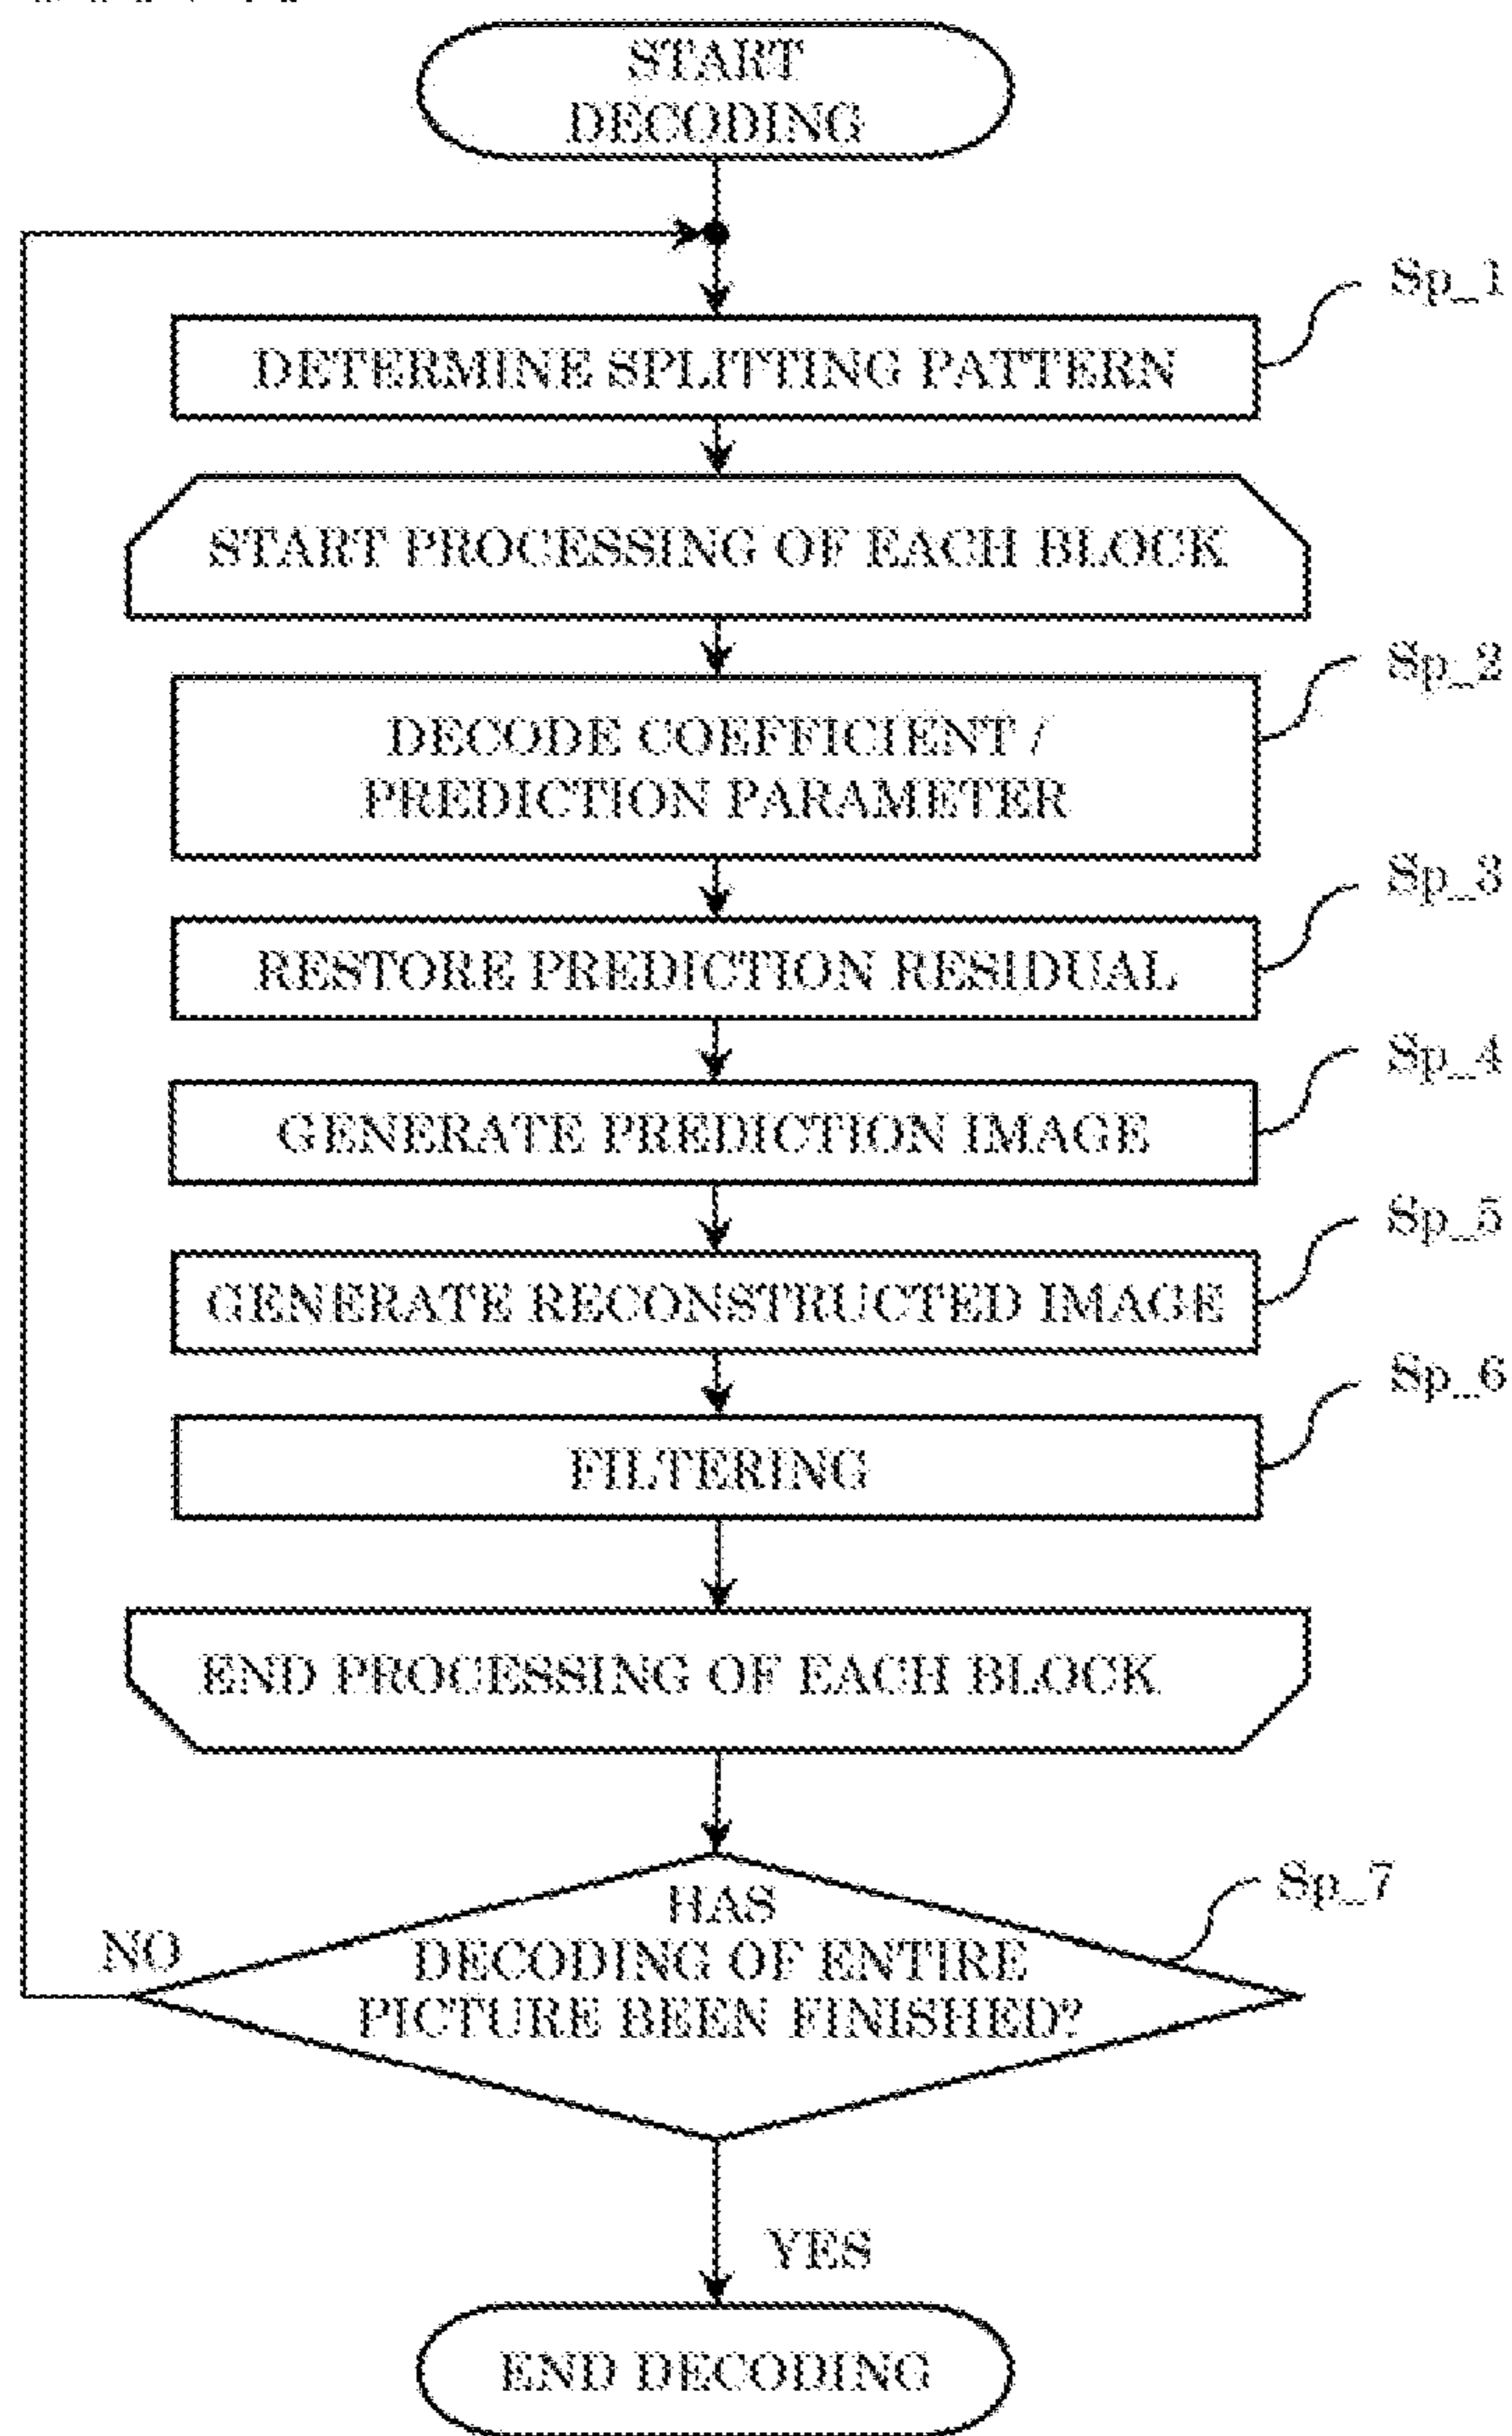 START
DECODING
Sp_1
DETERMINE SPLITTING PATTERN
START PROCESSING OF EACH BLOCK
Sp_2
DECODE COEFFICIENT /
PREDICTION PARAMETER
Sp_3
RESTORE PREDICTION RESIDUAL
Sp_4
GENERATE PREDICTION IMAGE
Sp_5
GENERATE RECONSTRUCTED IMAGE
Sp_6
FILTERING
END PROCESSING OF EACH BLOCK
Sp_7
HAS
NO
DECODING OF ENTIRE
PICTURE BEEN FINISHED?
YES
END DECODING